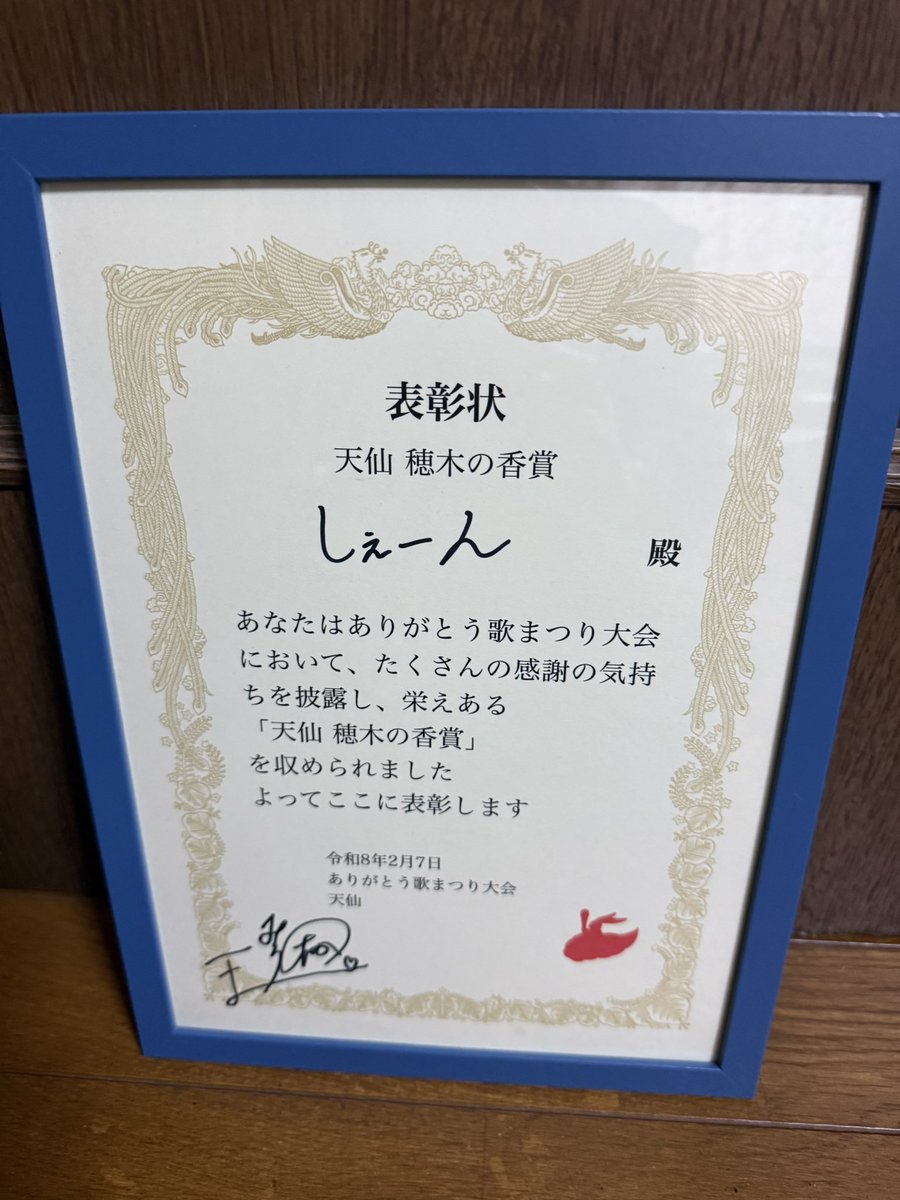 表彰状
天仙 穂木の香賞
しぇーん 殿
あなたはありがとう歌まつり大会
において、たくさんの感謝の気持
ちを披露し、栄えある
「天仙 穂木の香賞」
を収められました
よってここに表彰します
令和8年2月7日
ありがとう歌まつり大会
天仙